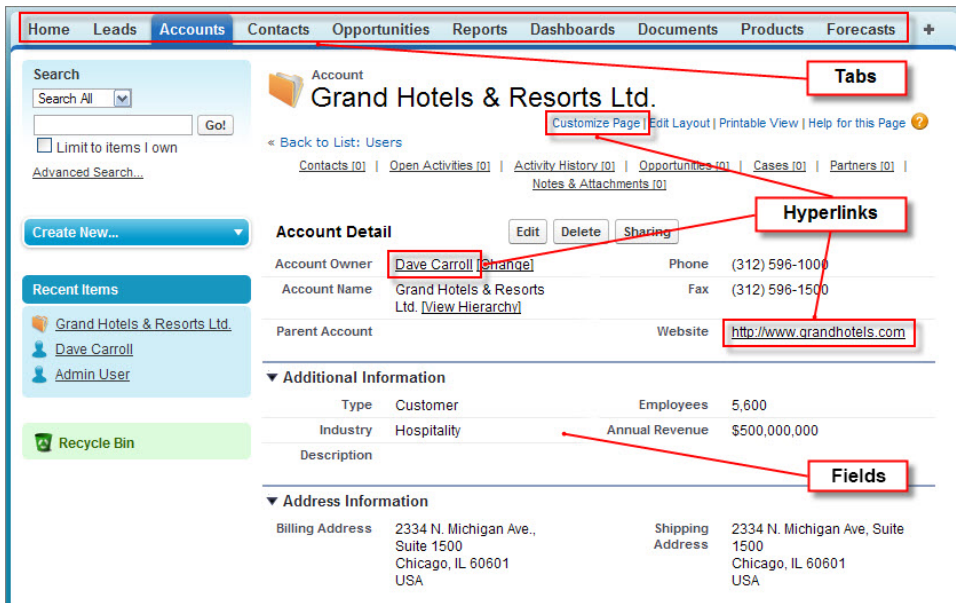 Home Leads Accounts Contacts Opportunities Reports Dashboards Documents Products Forecasts +
Tabs
Search
Search All
Go!
Limit to items I own
Advanced Search...
Create New...
Recent Items
Grand Hotels & Resorts Ltd.
Dave Carroll
Admin User
Recycle Bin
Account
Grand Hotels & Resorts Ltd.
Customize Page | Edit Layout | Printable View | Help for this Page ?
« Back to List: Users
Contacts [0] | Open Activities [0] | Activity History [0] | Opportunities [0] | Cases [0] | Partners [0] |
Notes & Attachments [0]
Hyperlinks
Account Detail Edit Delete Sharing
Account Owner Dave Carroll [Change] Phone (312) 596-1000
Account Name Grand Hotels & Resorts Fax (312) 596-1500
Ltd. [View Hierarchy]
Parent Account Website http://www.grandhotels.com
Additional Information
Type Customer Employees 5,600
Industry Hospitality Annual Revenue $500,000,000
Description
Fields
Address Information
Billing Address 2334 N. Michigan Ave., Shipping 2334 N. Michigan Ave, Suite
Suite 1500 Address 1500
Chicago, IL 60601 Chicago, IL 60601
USA USA